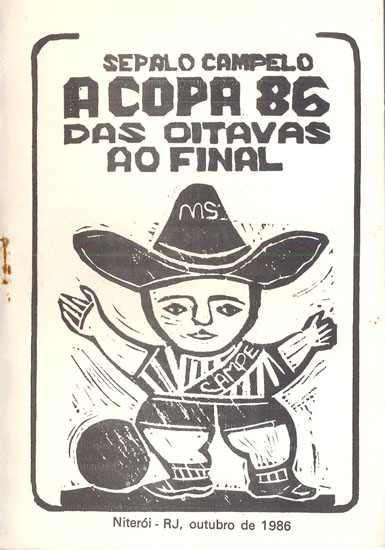 SEPALO CAMPELO
A COPA 86
DAS OITAVAS
AO FINAL
MS
CAMPE
Niterói - RJ, outubro de 1986